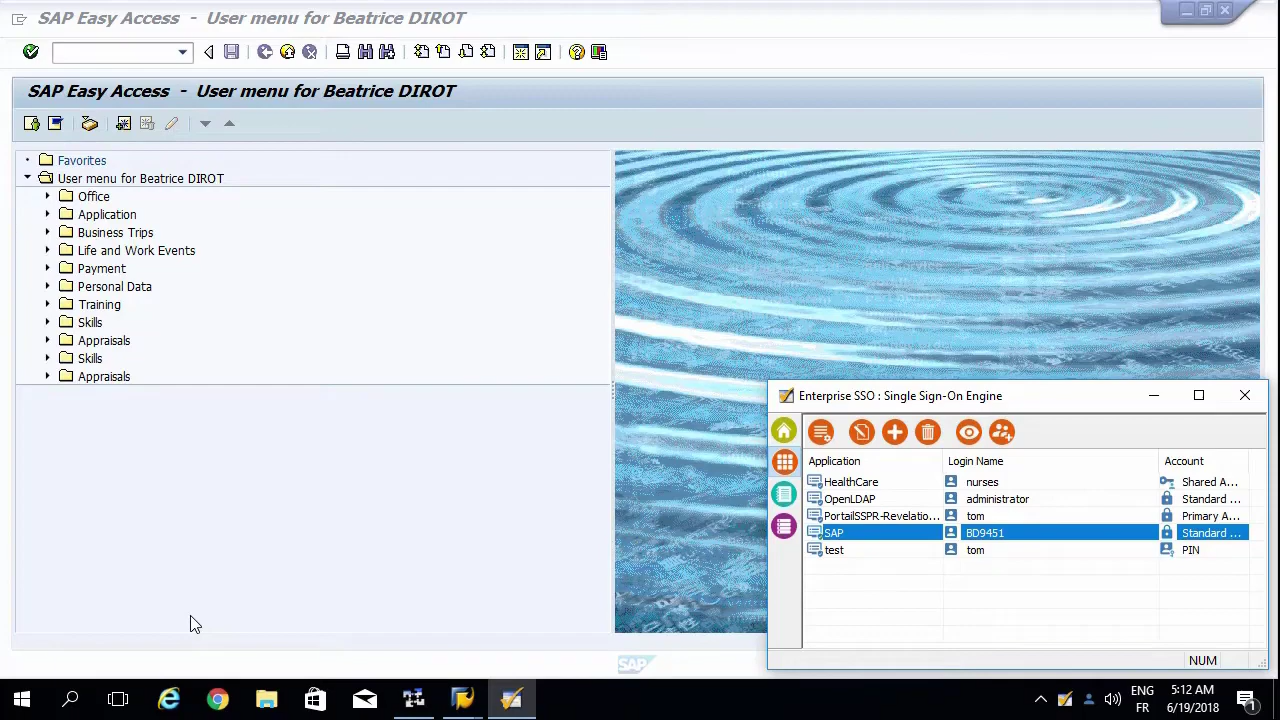 SAP Easy Access - User menu for Beatrice DIROT
SAP Easy Access - User menu for Beatrice DIROT
Favorites
User menu for Beatrice DIROT
Office
Application
Business Trips
Life and Work Events
Payment
Personal Data
Training
Skills
Appraisals
Skills
Appraisals
Enterprise SSO : Single Sign-On Engine
Application Login Name Account
HealthCare nurses Shared A...
OpenLDAP administrator Standard ...
PortailSSPR-Revelatio... tom Primary A...
SAP BD9451 Standard ...
test tom PIN
NUM
SAP
ENG 5:12 AM
FR 6/19/2018 1